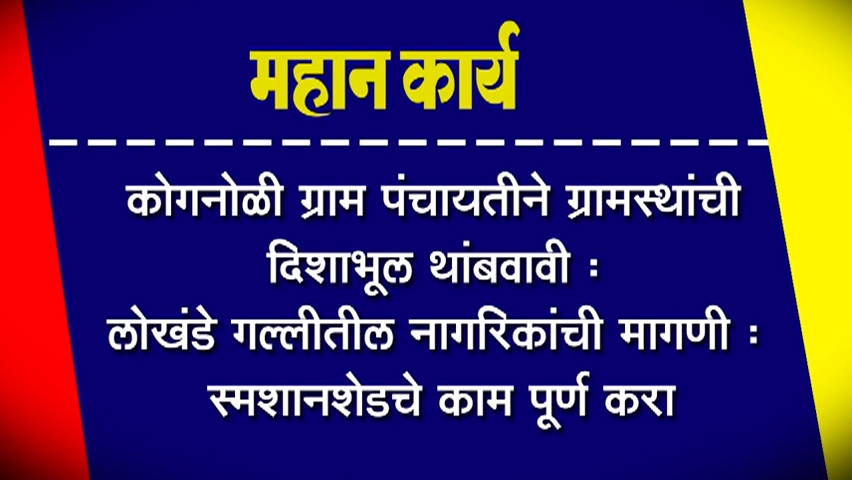 महान कार्य
कोगनोळी ग्राम पंचायतीने ग्रामस्थांची
दिशाभूल थांबवावी :
लोखंडे गल्लीतील नागरिकांची मागणी :
स्मशानशेडचे काम पूर्ण करा